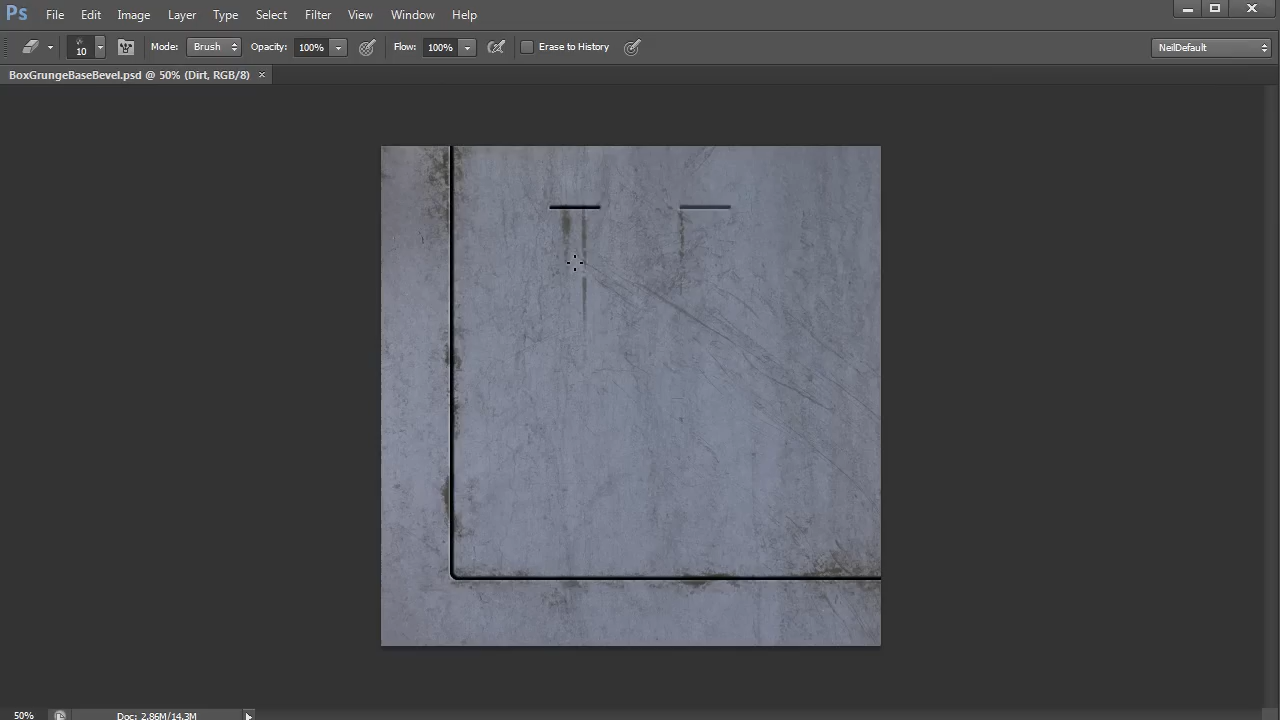 Ps File Edit Image Layer Type Select Filter View Window Help
10 Mode: Brush Opacity: 100% Flow: 100% Erase to History NeilDefault
BoxGrungeBaseBevel.psd @ 50% (Dirt, RGB/8) ×
50% Doc: 2.86M/14.3M